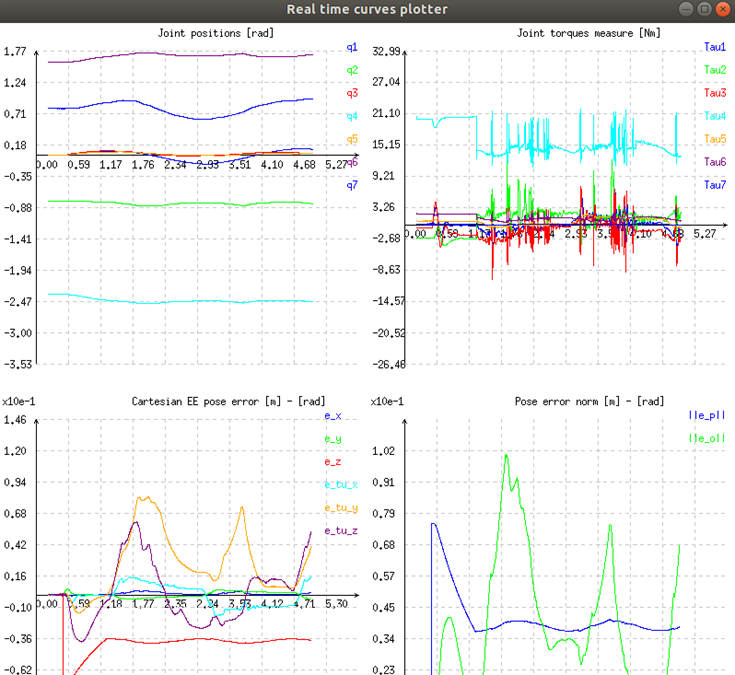 Real time curves plotter
Joint positions [rad]
1.77
1.24
0.71
0.18
-0.35
-0.88
-1.41
-1.94
-2.47
-3.00
-3.53
0.00 0.59 1.17 1.76 2.34 2.93 3.51 4.10 4.68 5.27
q1
q2
q3
q4
q5
q6
q7
Joint torques measure [Nm]
32.99
27.04
21.10
15.15
9.21
3.26
-2.68
-8.63
-14.57
-20.52
-26.46
5.27
Tau1
Tau2
Tau3
Tau4
Tau5
Tau6
Tau7
x10e-1
Cartesian EE pose error [m] - [rad]
1.46
1.20
0.94
0.68
0.42
0.16
-0.10
-0.36
-0.62
0.00 0.59 1.18 1.77 2.35 2.94 3.53 4.12 4.71 5.30
e_x
e_y
e_z
e_tu_x
e_tu_y
e_tu_z
x10e-1
Pose error norm [m] - [rad]
1.02
0.91
0.79
0.68
0.57
0.45
0.34
0.23
||e_p||
||e_o||